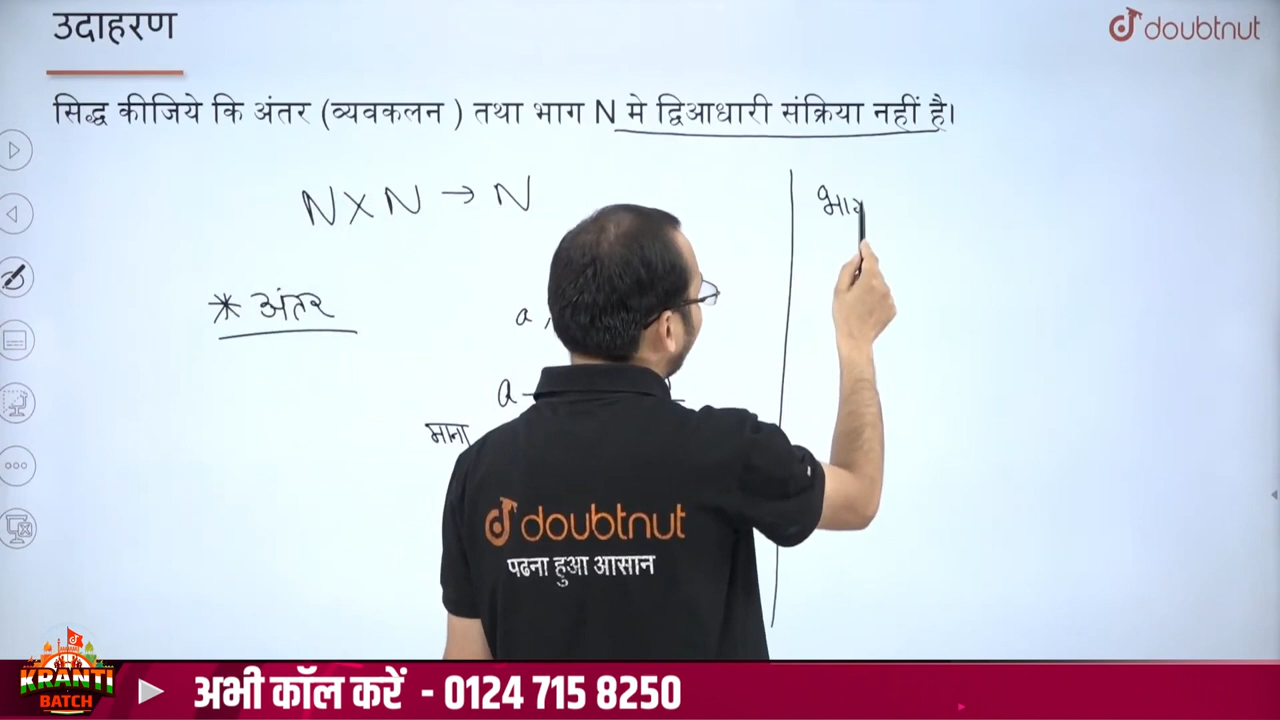 उदाहरण
doubtnut
सिद्ध कीजिये कि अंतर (व्यवकलन ) तथा भाग N मे द्विआधारी संक्रिया नहीं है।
N X N → N
* अंतर
a ,
a -
माना
भाग
doubtnut
पढना हुआ आसान
KRANTI
BATCH
अभी कॉल करें - 0124 715 8250